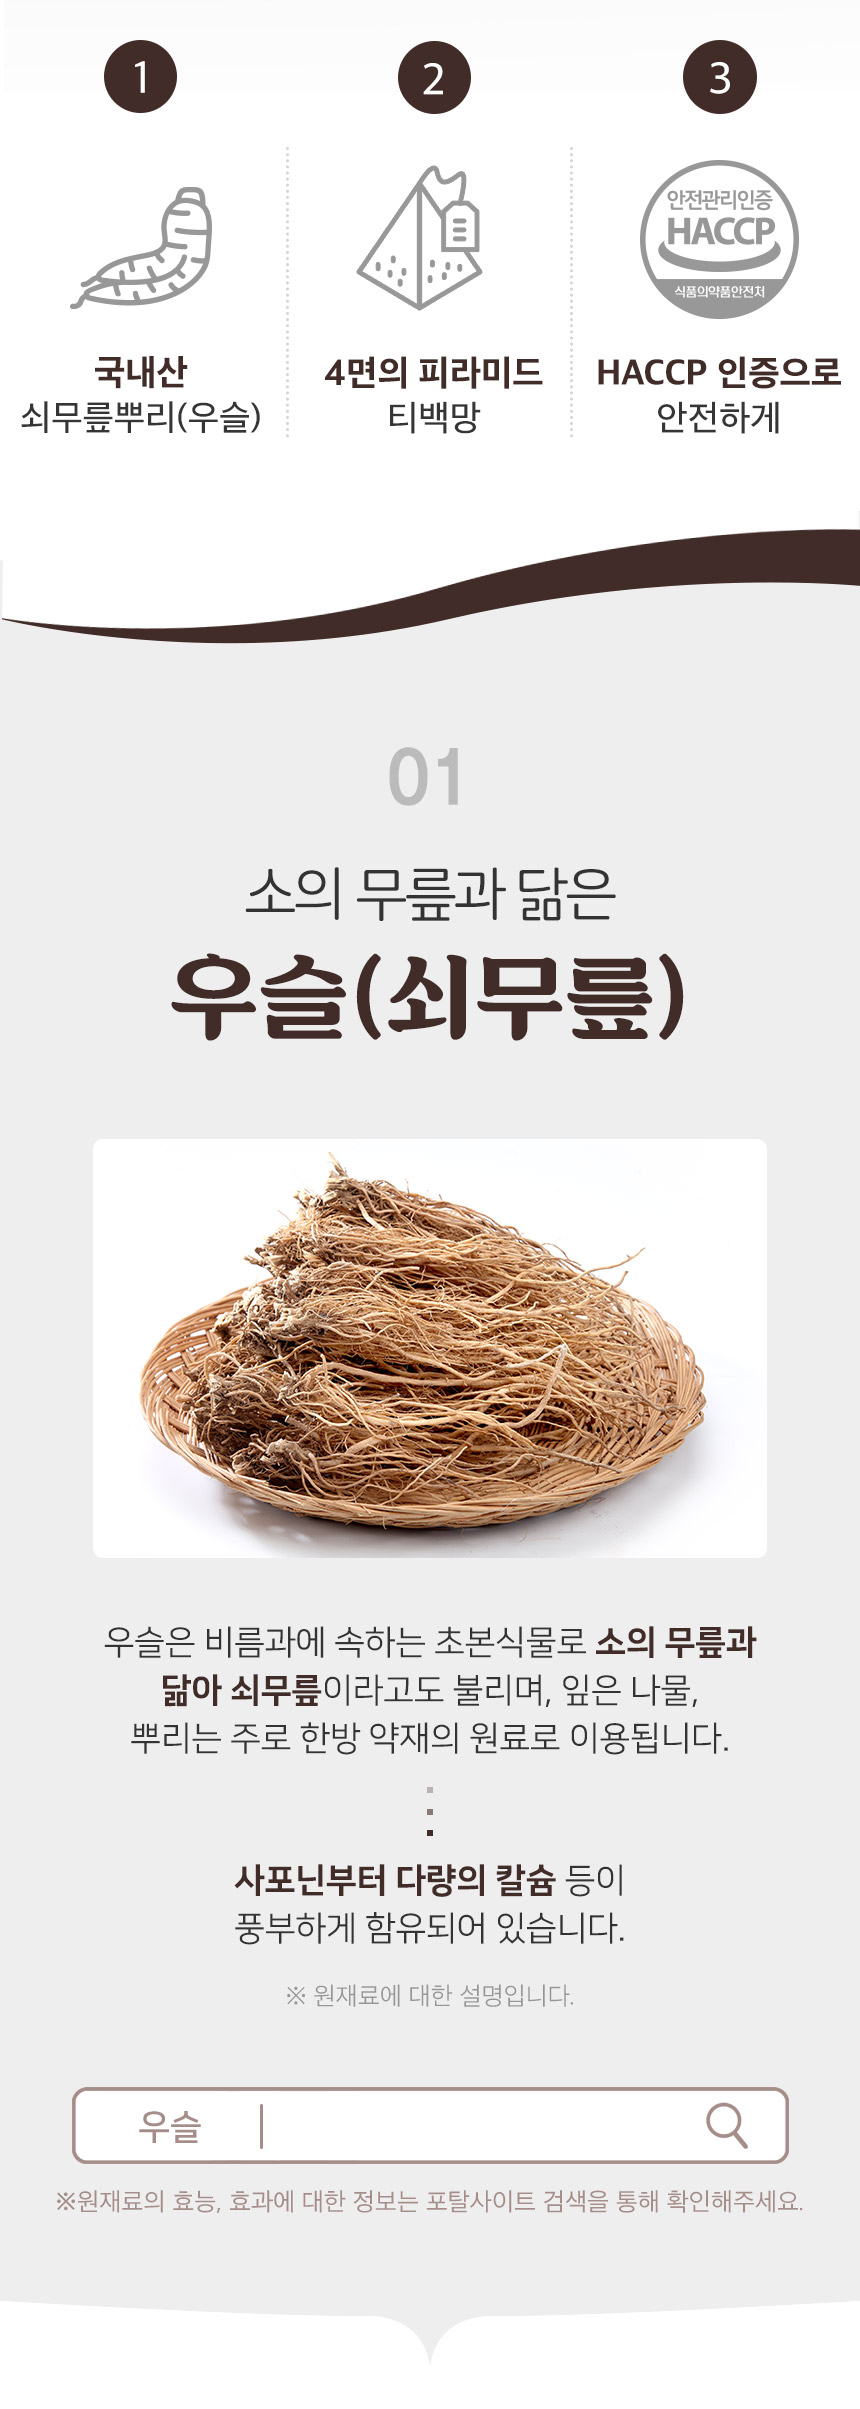 1
2
3
안전관리인증
HACCP
식품의약품안전처
국내산
쇠무릎뿌리(우슬)
4면의 피라미드
티백망
HACCP 인증으로
안전하게
01
소의 무릎과 닮은
우슬(쇠무릎)
우슬은 비름과에 속하는 초본식물로 소의 무릎과
닮아 쇠무릎이라고도 불리며, 잎은 나물,
뿌리는 주로 한방 약재의 원료로 이용됩니다.
사포닌부터 다량의 칼슘 등이
풍부하게 함유되어 있습니다.
※ 원재료에 대한 설명입니다.
우슬
※원재료의 효능, 효과에 대한 정보는 포탈사이트 검색을 통해 확인해주세요.